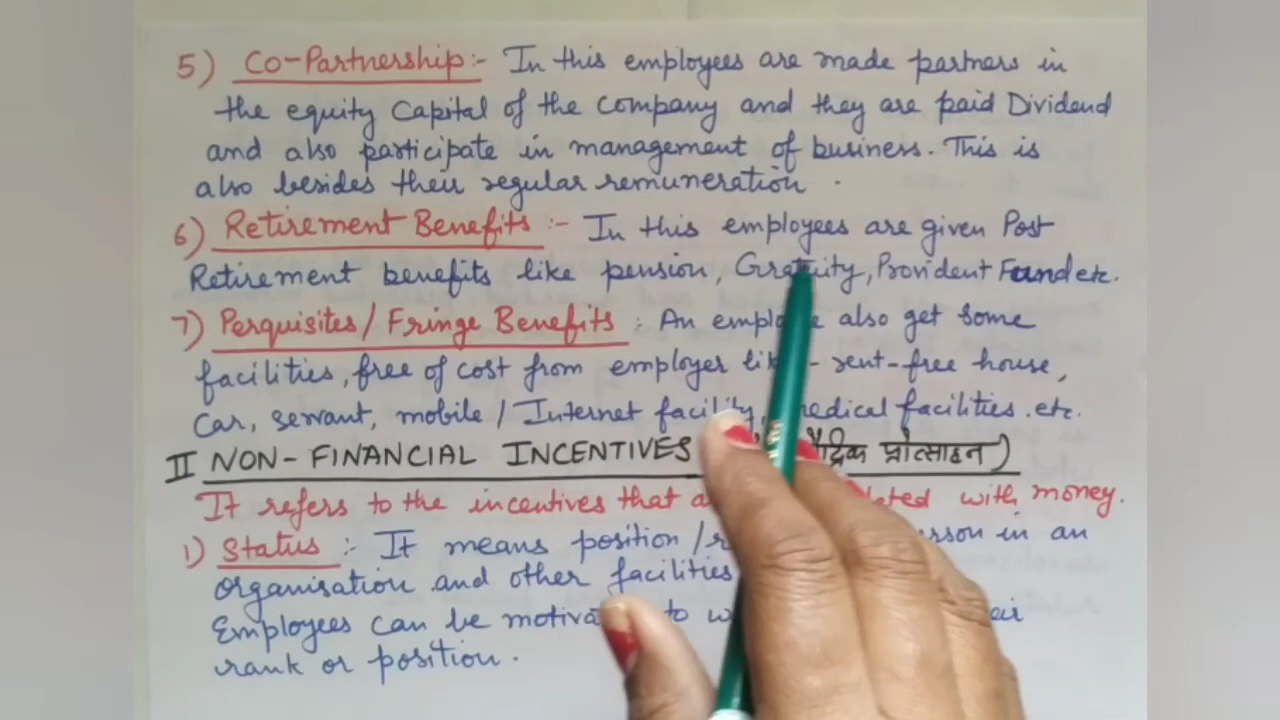 5) Co-Partnership :- In this employees are made partners in
the equity Capital of the Company and they are paid Dividend
and also participate in management of business. This is
also besides their regular remuneration .
6) Retirement Benefits :- In this employees are given Post
Retirement benefits like pension, Gratuity, Provident Fund etc.
7) Perquisites / Fringe Benefits : An employee also get some
facilities, free of cost from employer like - rent-free house,
Car, servant, mobile / Internet facility, medical facilities . etc.
II NON-FINANCIAL INCENTIVES प्रोत्साहन )
It refers to the incentives that with money.
1) Status :- It means position / in an
organisation and other facilities
Employees can be to
rank or position .